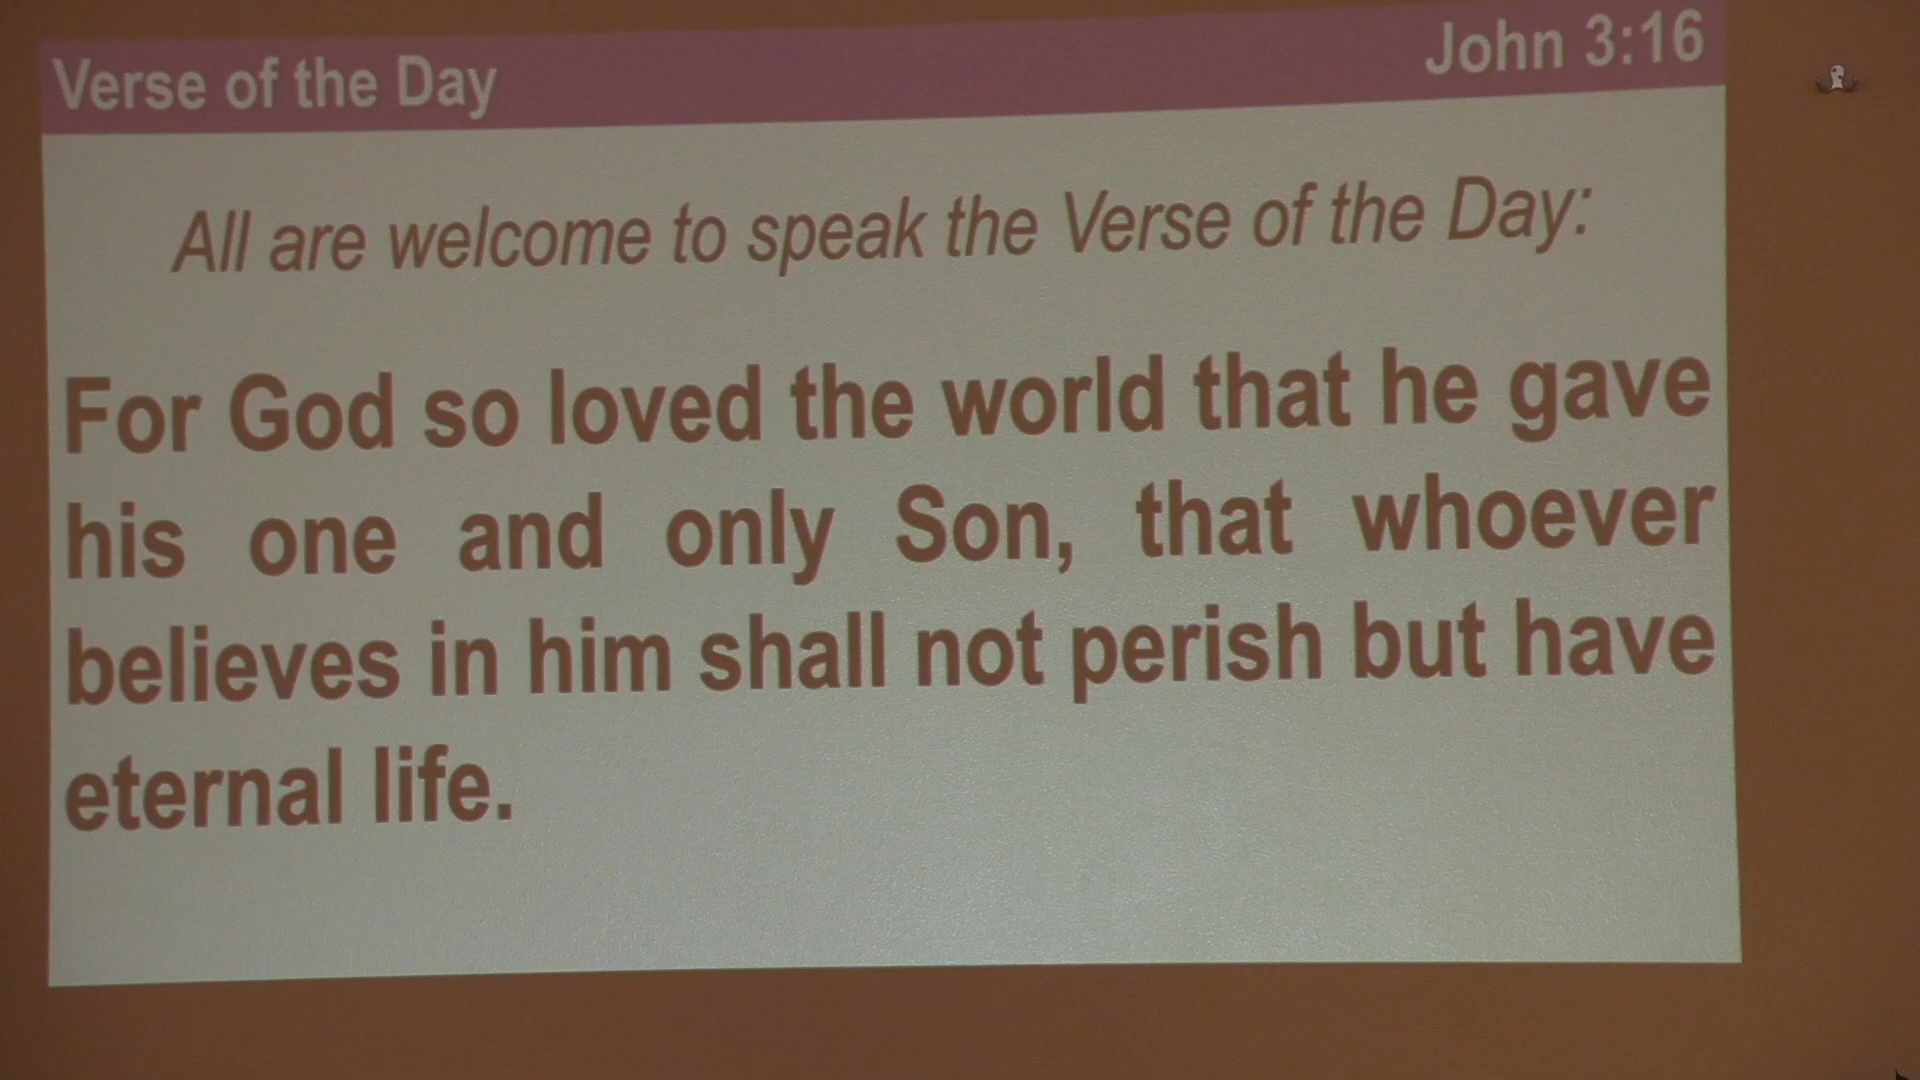 Verse of the Day
John 3:16
All are welcome to speak the Verse of the Day:
For God so loved the world that he gave
his one and only Son, that whoever
believes in him shall not perish but have
eternal life.